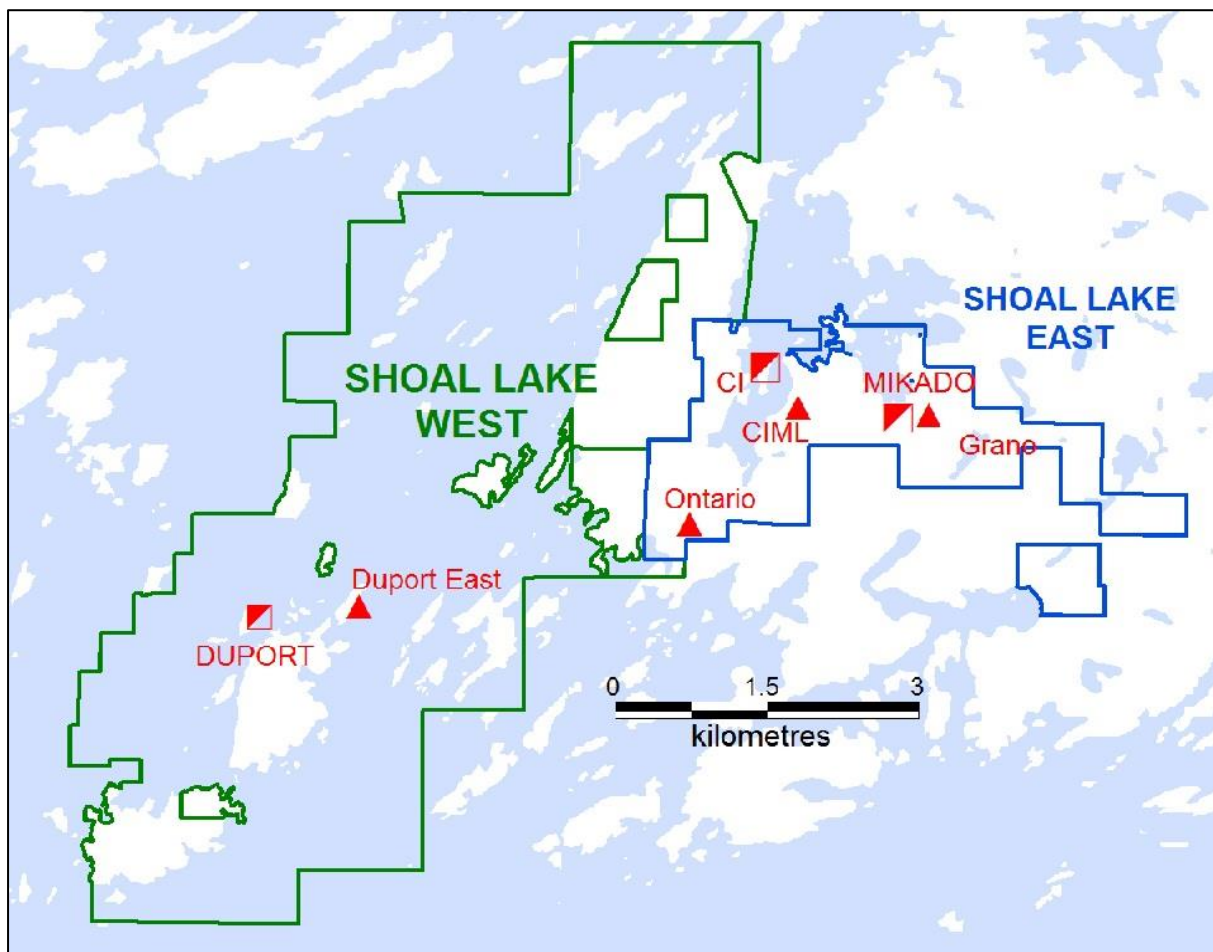 SHOAL LAKE
EAST
SHOAL LAKE
WEST
CI
MIKADO
CIML
Grano
Ontario
Duport East
DUPORT
0 1.5 3
kilometres